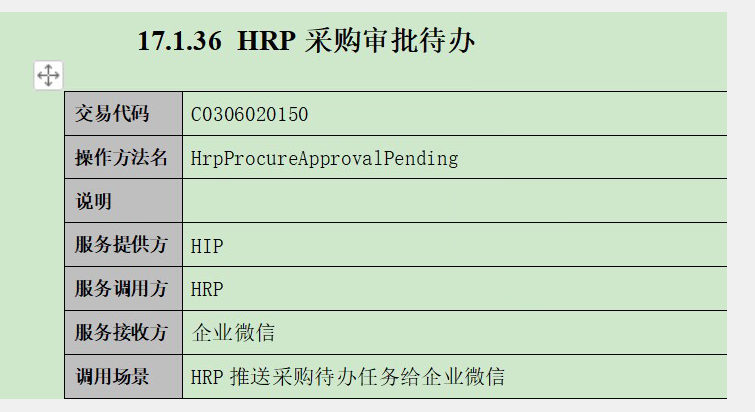 17.1.36 HRP 采购审批待办
交易代码 C0306020150
操作方法名 HrpProcureApprovalPending
说明
服务提供方 HIP
服务调用方 HRP
服务接收方 企业微信
调用场景 HRP 推送采购待办任务给企业微信